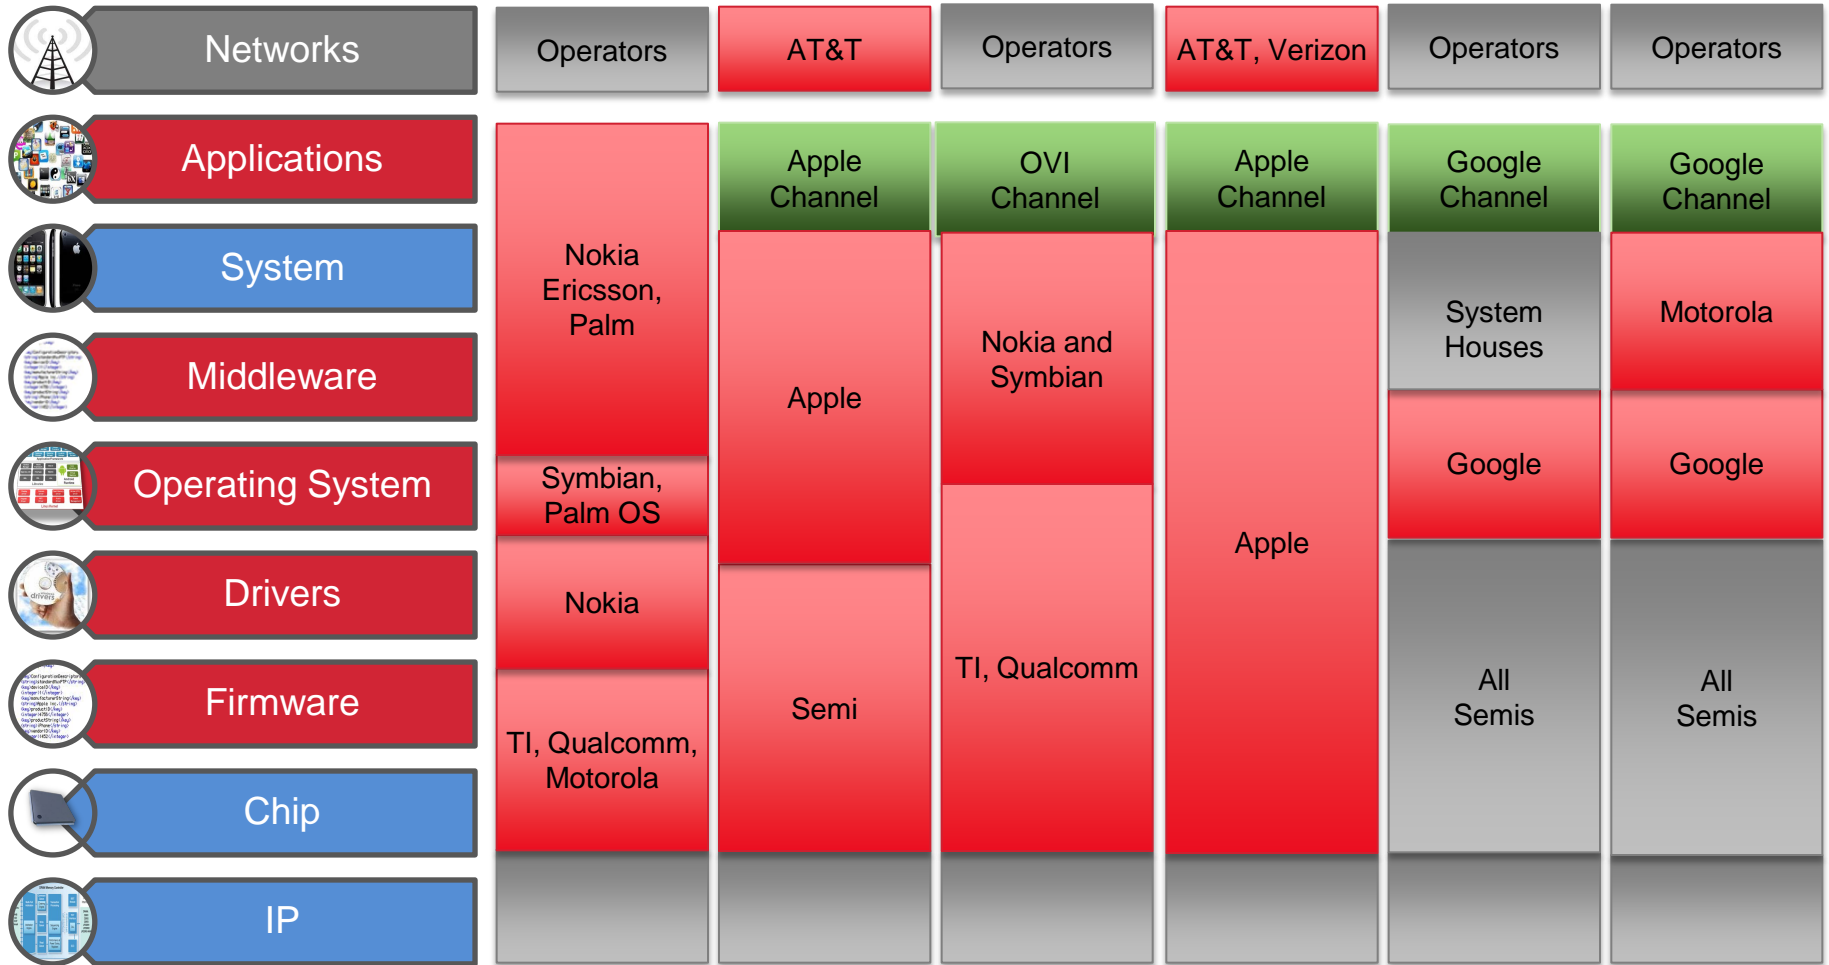 Networks
Operators
AT&T
Operators
AT&T, Verizon
Operators
Operators
Applications
Apple
Channel
OVI
Channel
Apple
Channel
Google
Channel
Google
Channel
System
Nokia
Ericsson,
Palm
System
Houses
Motorola
Middleware
Nokia and
Symbian
Apple
Operating System
Symbian,
Palm OS
Google
Google
Apple
Drivers
drivers
Nokia
Firmware
TI, Qualcomm
All
Semis
All
Semis
Semi
TI, Qualcomm,
Motorola
Chip
IP